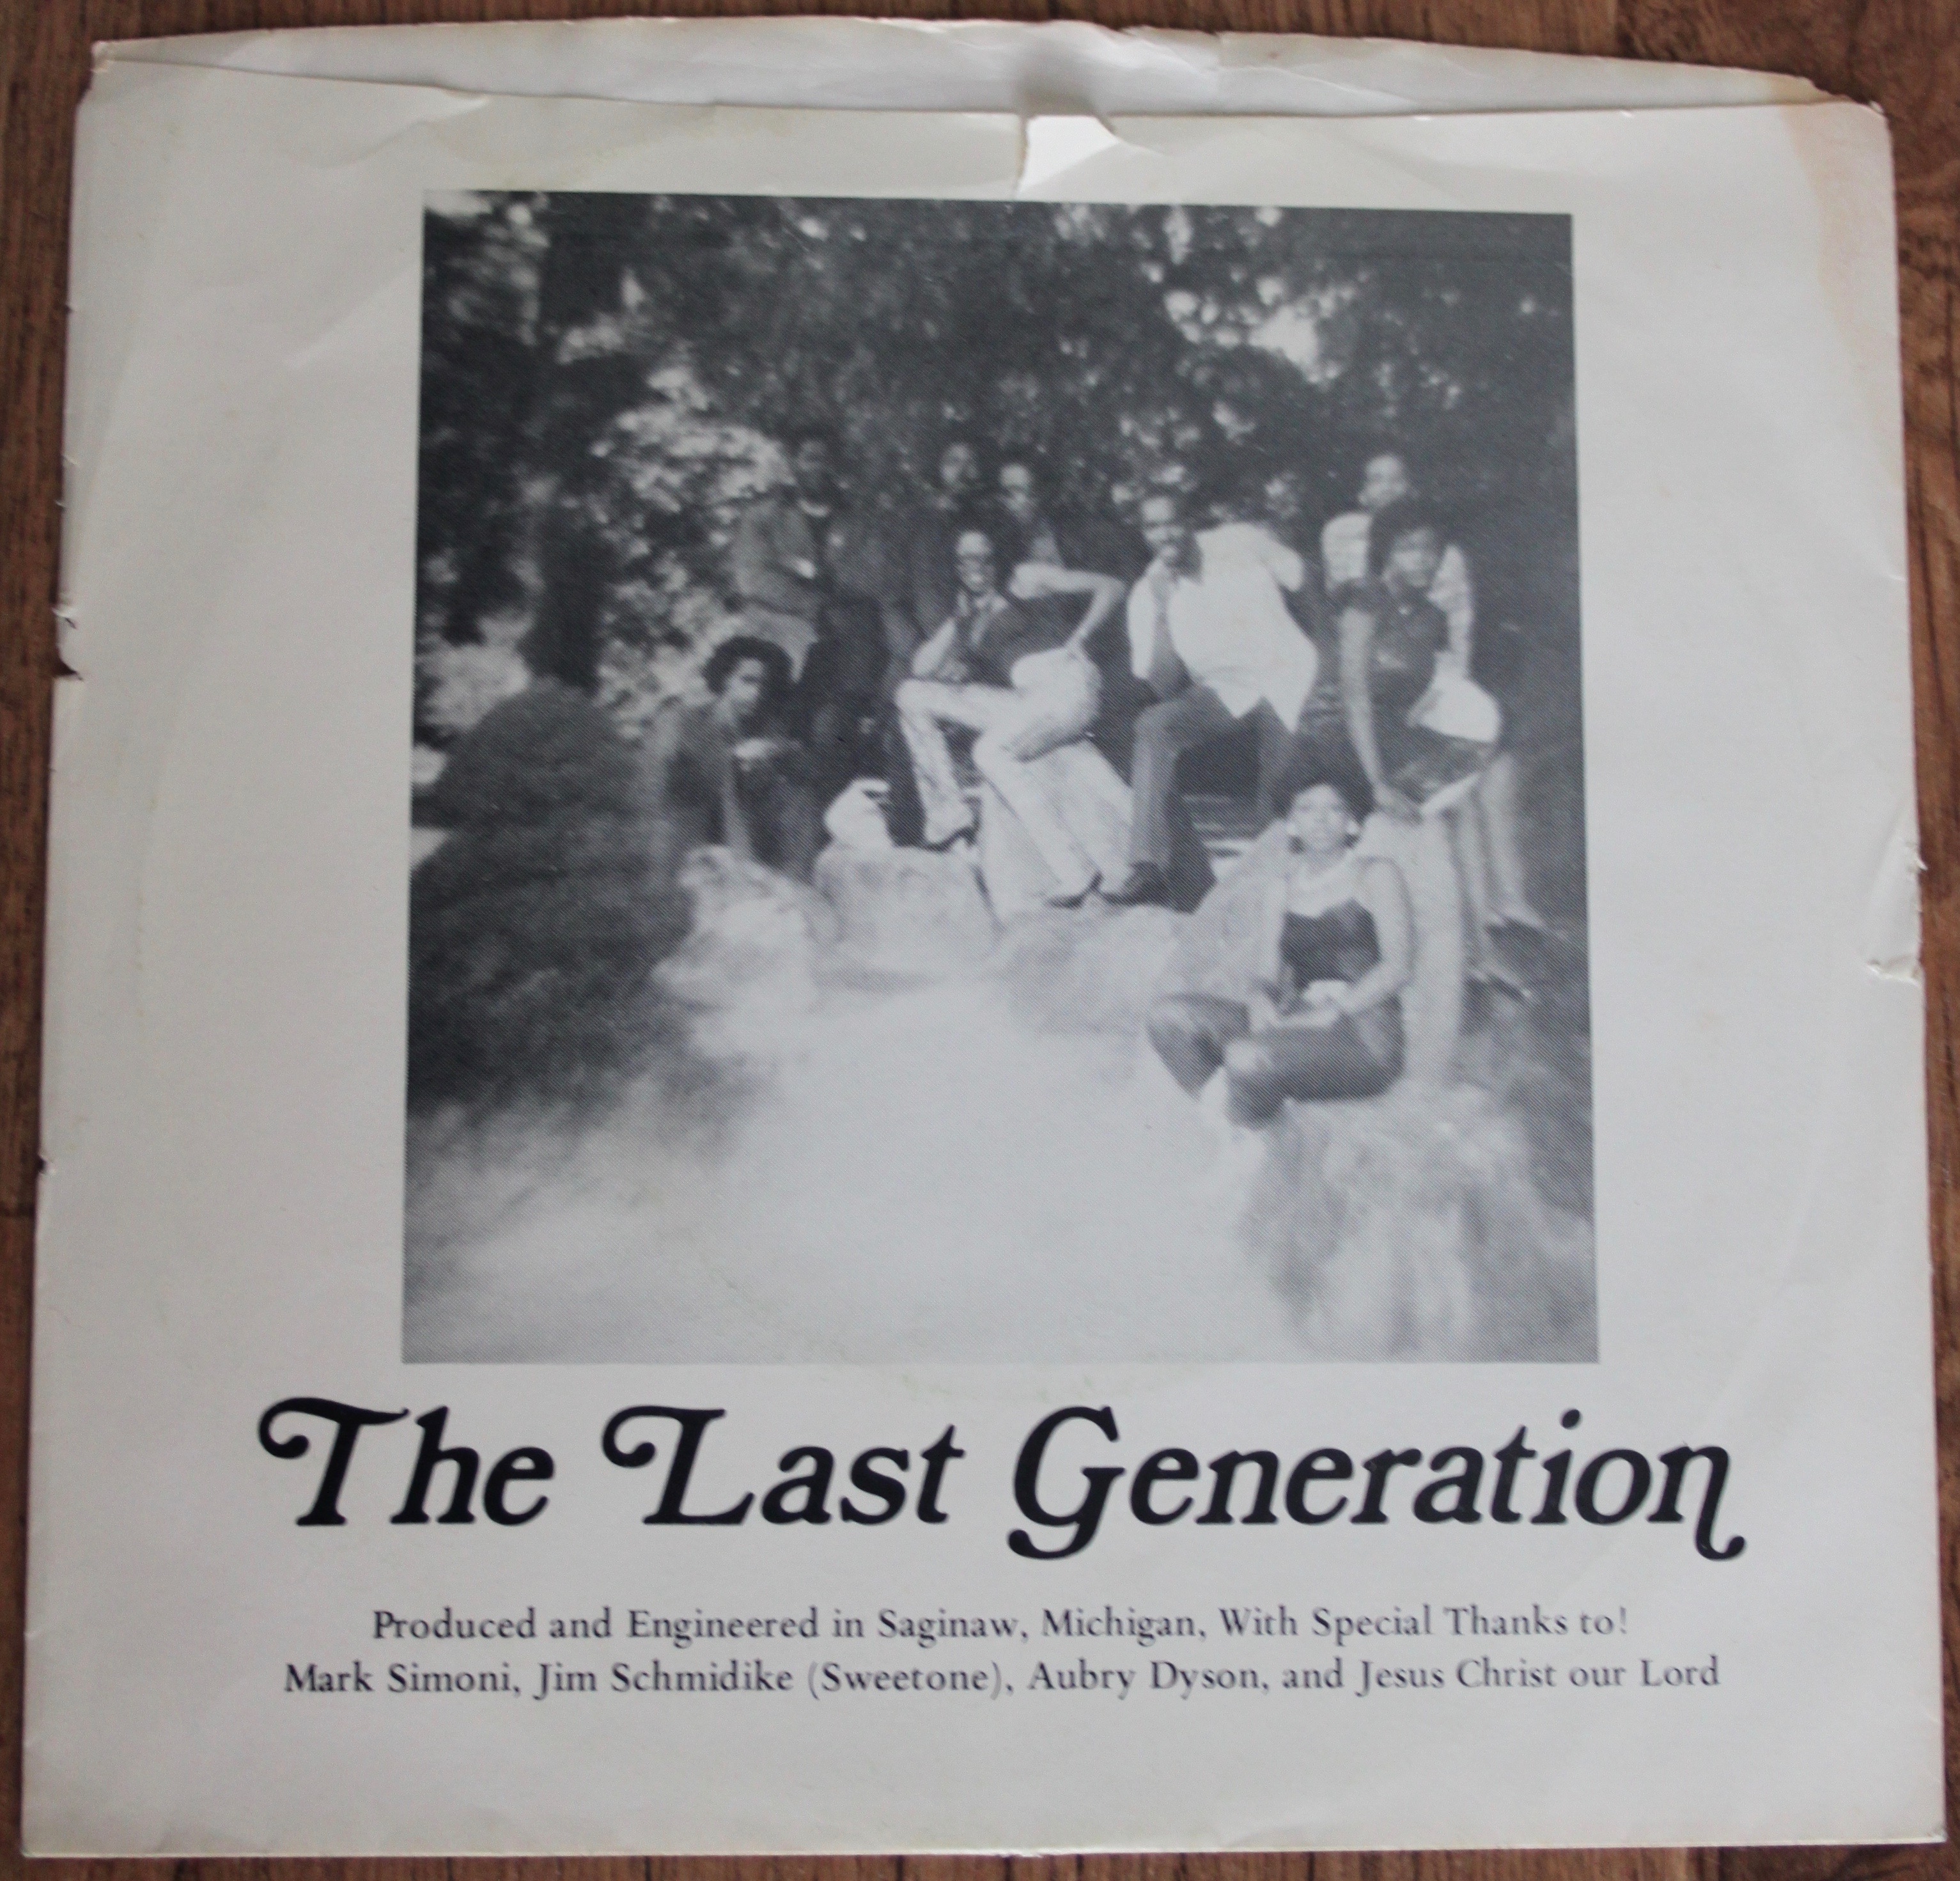 The Last Generation
Produced and Engineered in Saginaw, Michigan, With Special Thanks to!
Mark Simoni, Jim Schmidike (Sweetone), Aubry Dyson, and Jesus Christ our Lord